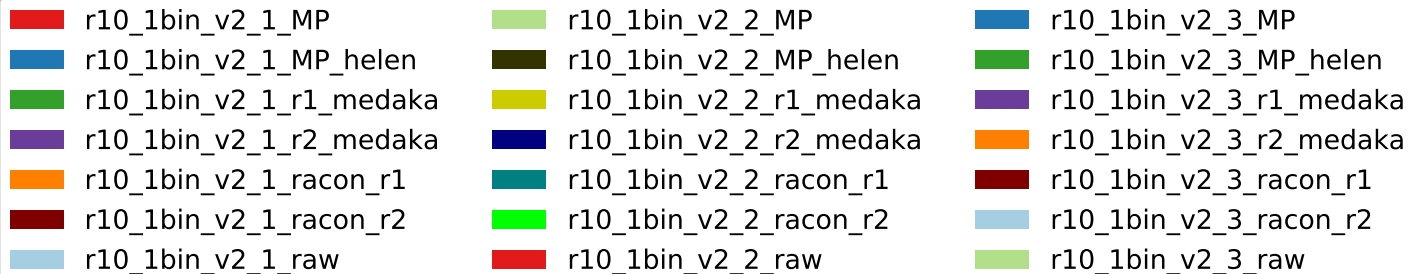 r10_1bin_v2_1_MP
r10_1bin_v2_1_MP_helen
r10_1bin_v2_1_r1_medaka
r10_1bin_v2_1_r2_medaka
r10_1bin_v2_1_racon_r1
r10_1bin_v2_1_racon_r2
r10_1bin_v2_1_raw
r10_1bin_v2_2_MP
r10_1bin_v2_2_MP_helen
r10_1bin_v2_2_r1_medaka
r10_1bin_v2_2_r2_medaka
r10_1bin_v2_2_racon_r1
r10_1bin_v2_2_racon_r2
r10_1bin_v2_2_raw
r10_1bin_v2_3_MP
r10_1bin_v2_3_MP_helen
r10_1bin_v2_3_r1_medaka
r10_1bin_v2_3_r2_medaka
r10_1bin_v2_3_racon_r1
r10_1bin_v2_3_racon_r2
r10_1bin_v2_3_raw